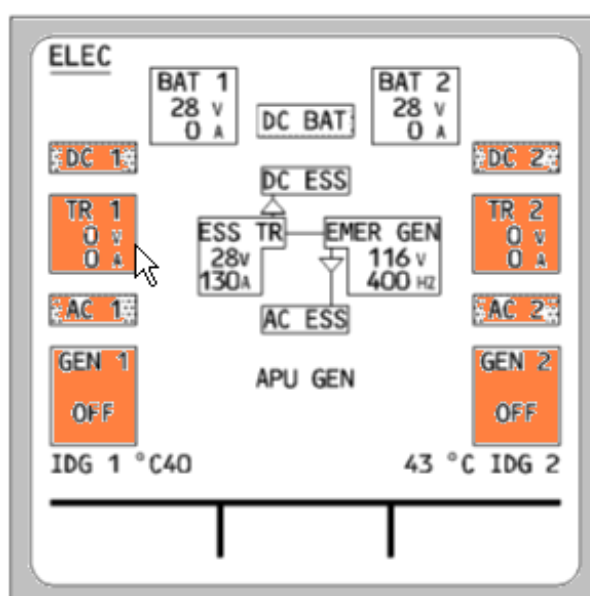 ELEC
BAT 1
28 V
0 A
BAT 2
28 V
0 A
DC BAT
DC 1
DC 2
DC ESS
TR 1
0 V
0 A
ESS TR
28V
130A
EMER GEN
116 V
400 HZ
TR 2
0 V
0 A
AC 1
AC ESS
AC 2
GEN 1
OFF
APU GEN
GEN 2
OFF
IDG 1 °C40
43 °C IDG 2